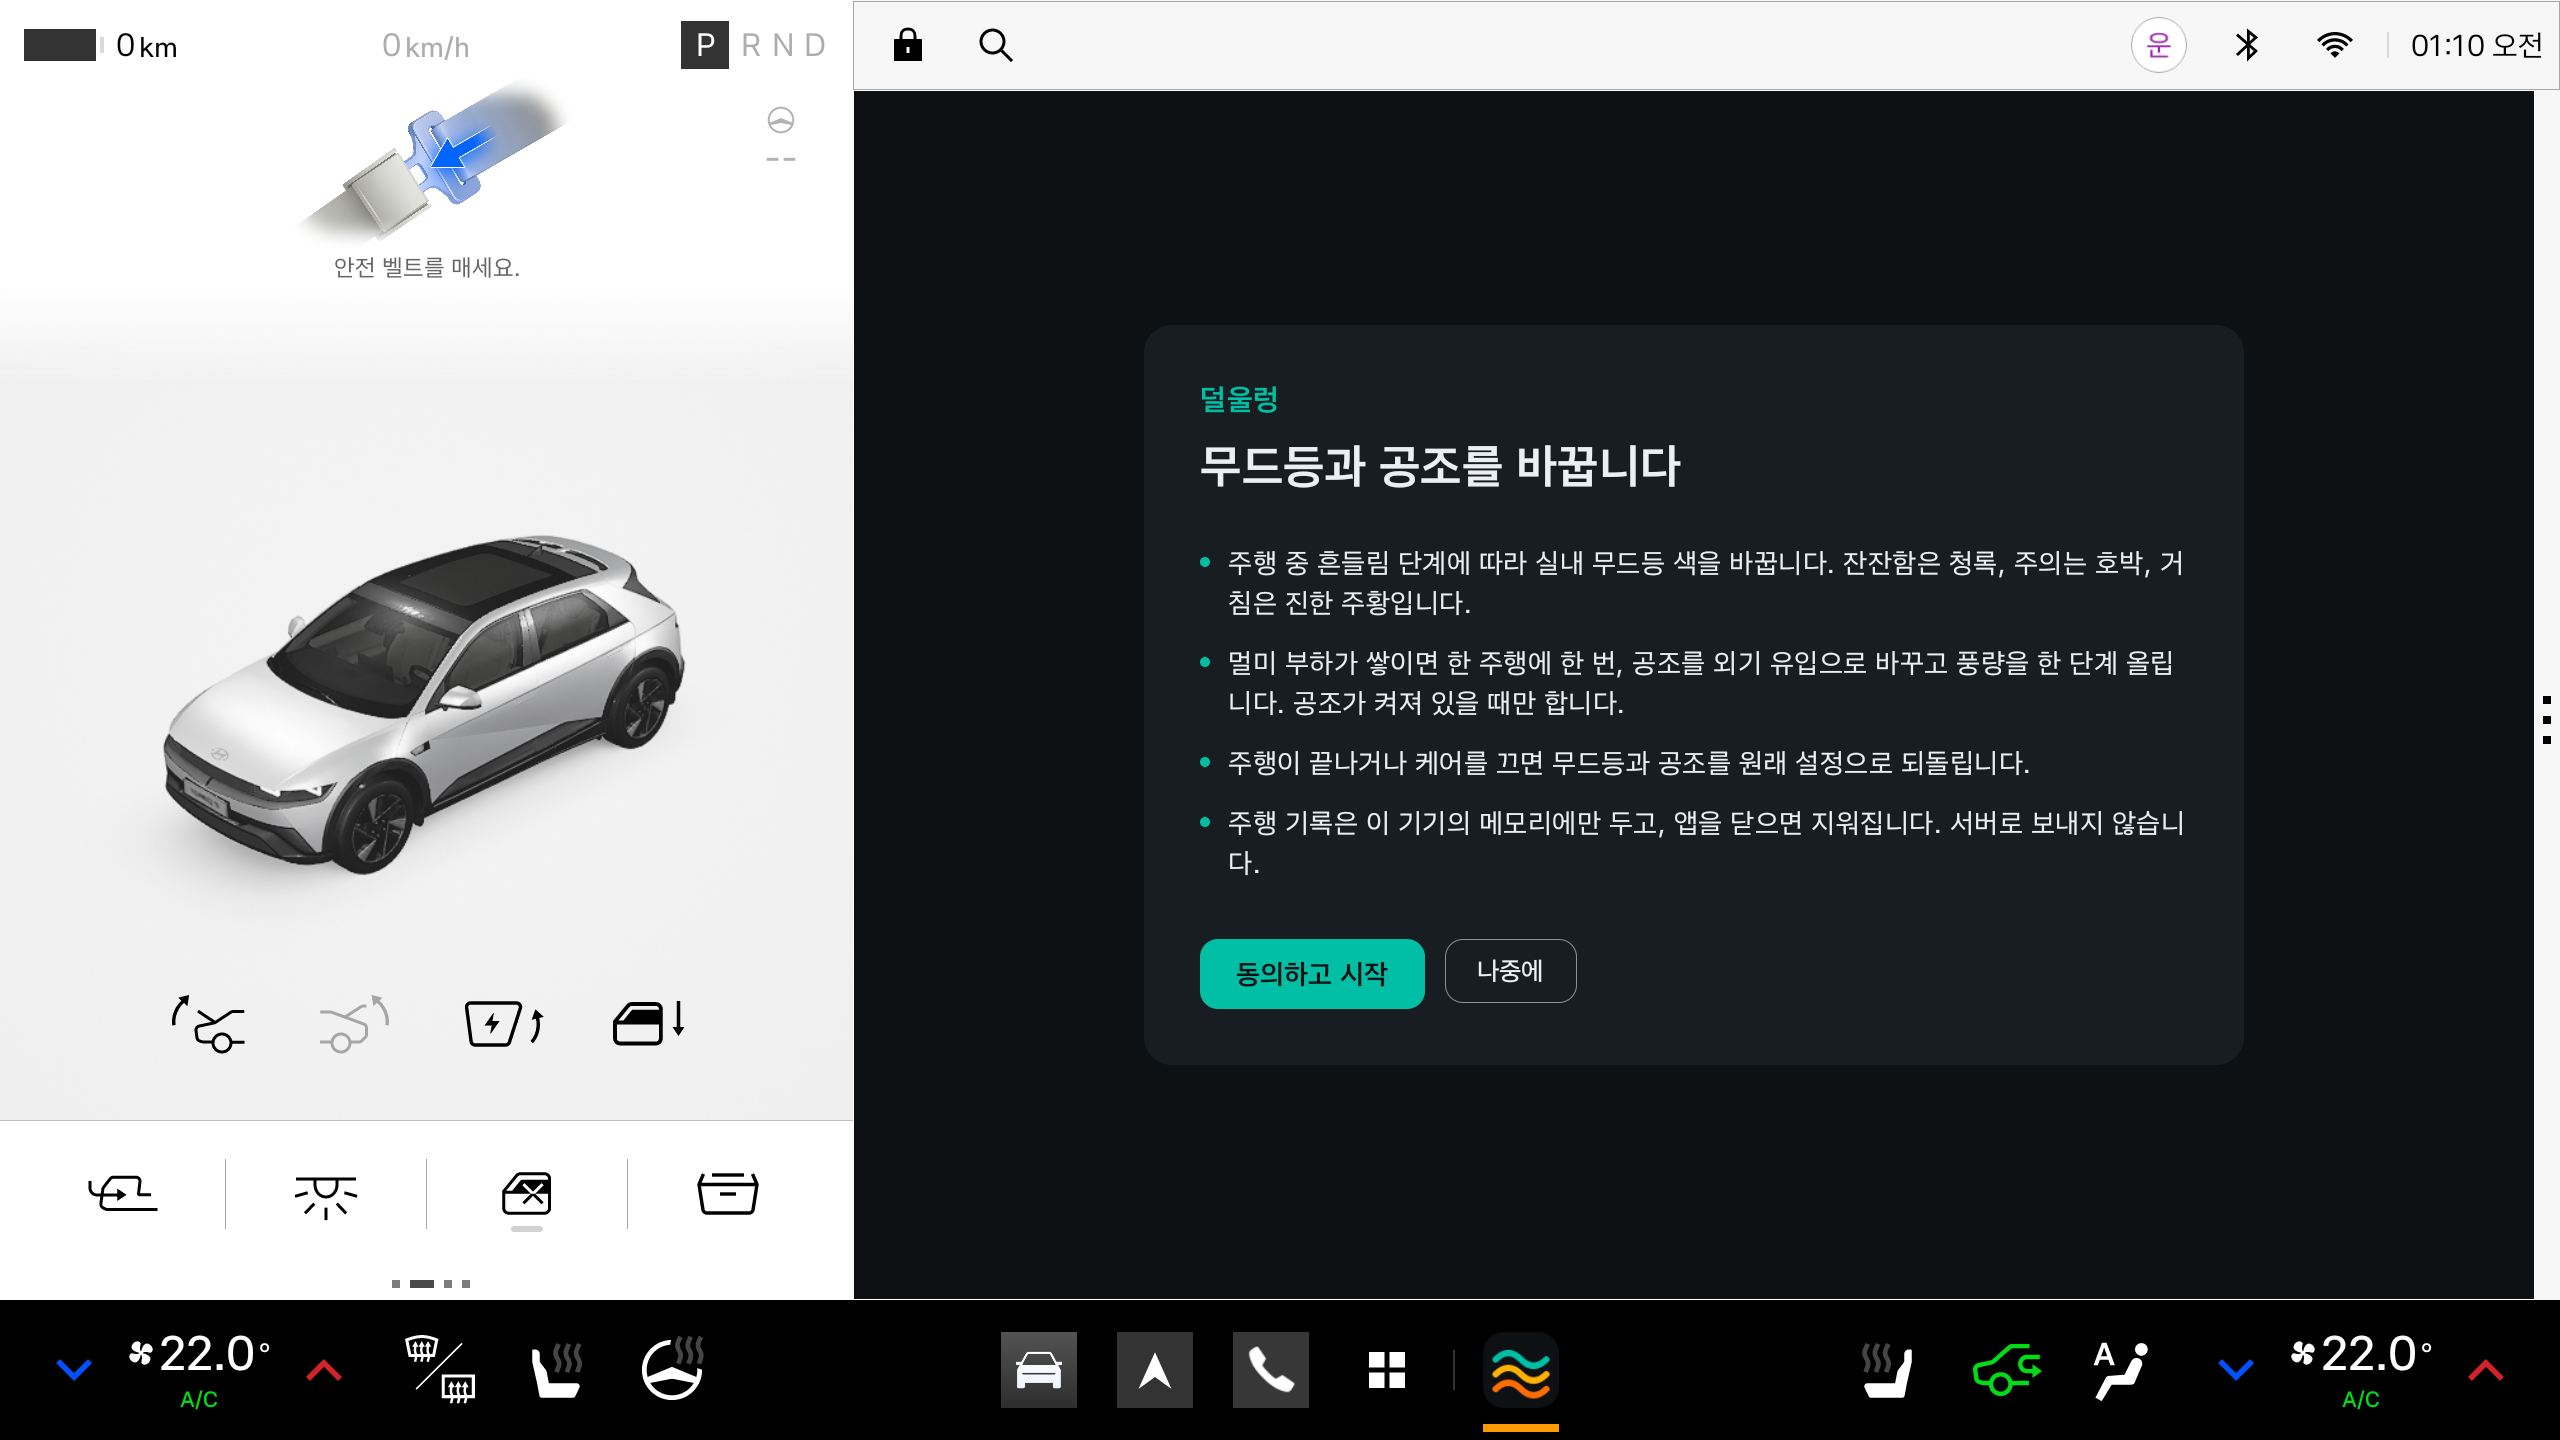 0 km
0 km/h
P R N D
운
01:10 오전
--
안전 벨트를 매세요.
덜울렁
무드등과 공조를 바꿉니다
주행 중 흔들림 단계에 따라 실내 무드등 색을 바꿉니다. 잔잔함은 청록, 주의는 호박, 거
침은 진한 주황입니다.
멀미 부하가 쌓이면 한 주행에 한 번, 공조를 외기 유입으로 바꾸고 풍량을 한 단계 올립
니다. 공조가 켜져 있을 때만 합니다.
주행이 끝나거나 케어를 끄면 무드등과 공조를 원래 설정으로 되돌립니다.
주행 기록은 이 기기의 메모리에만 두고, 앱을 닫으면 지워집니다. 서버로 보내지 않습니
다.
동의하고 시작
나중에
22.0°
A/C
A
22.0°
A/C